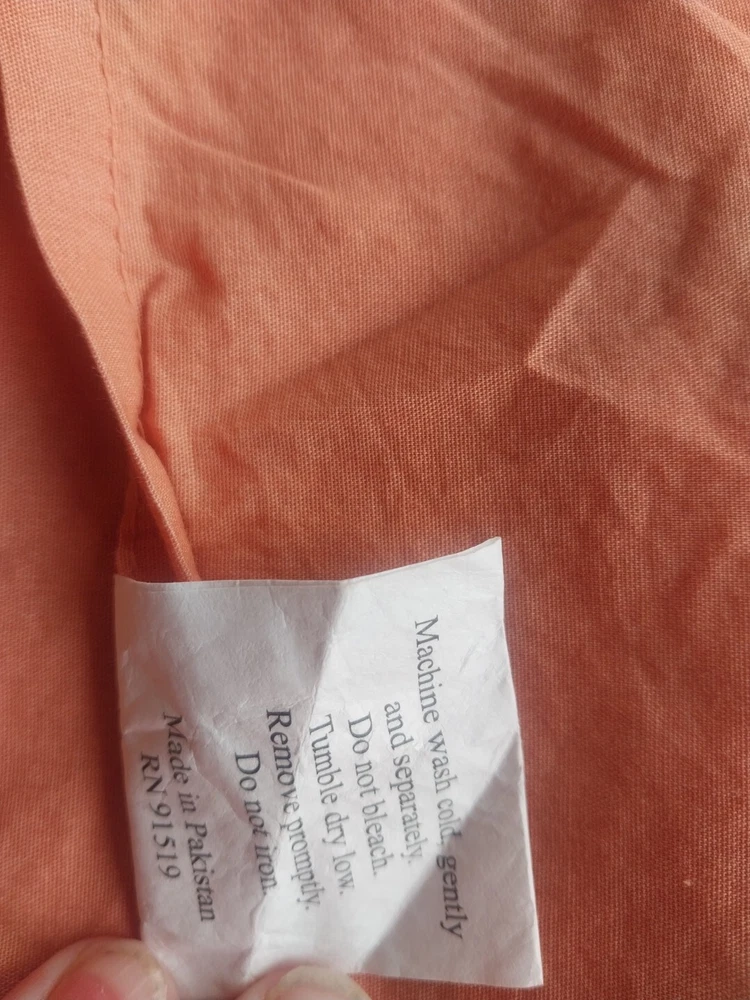 Machine wash cold, gently
and separately.
Do not bleach.
Tumble dry low.
Remove promptly.
Do not iron.
Made in Pakistan
RN 91519